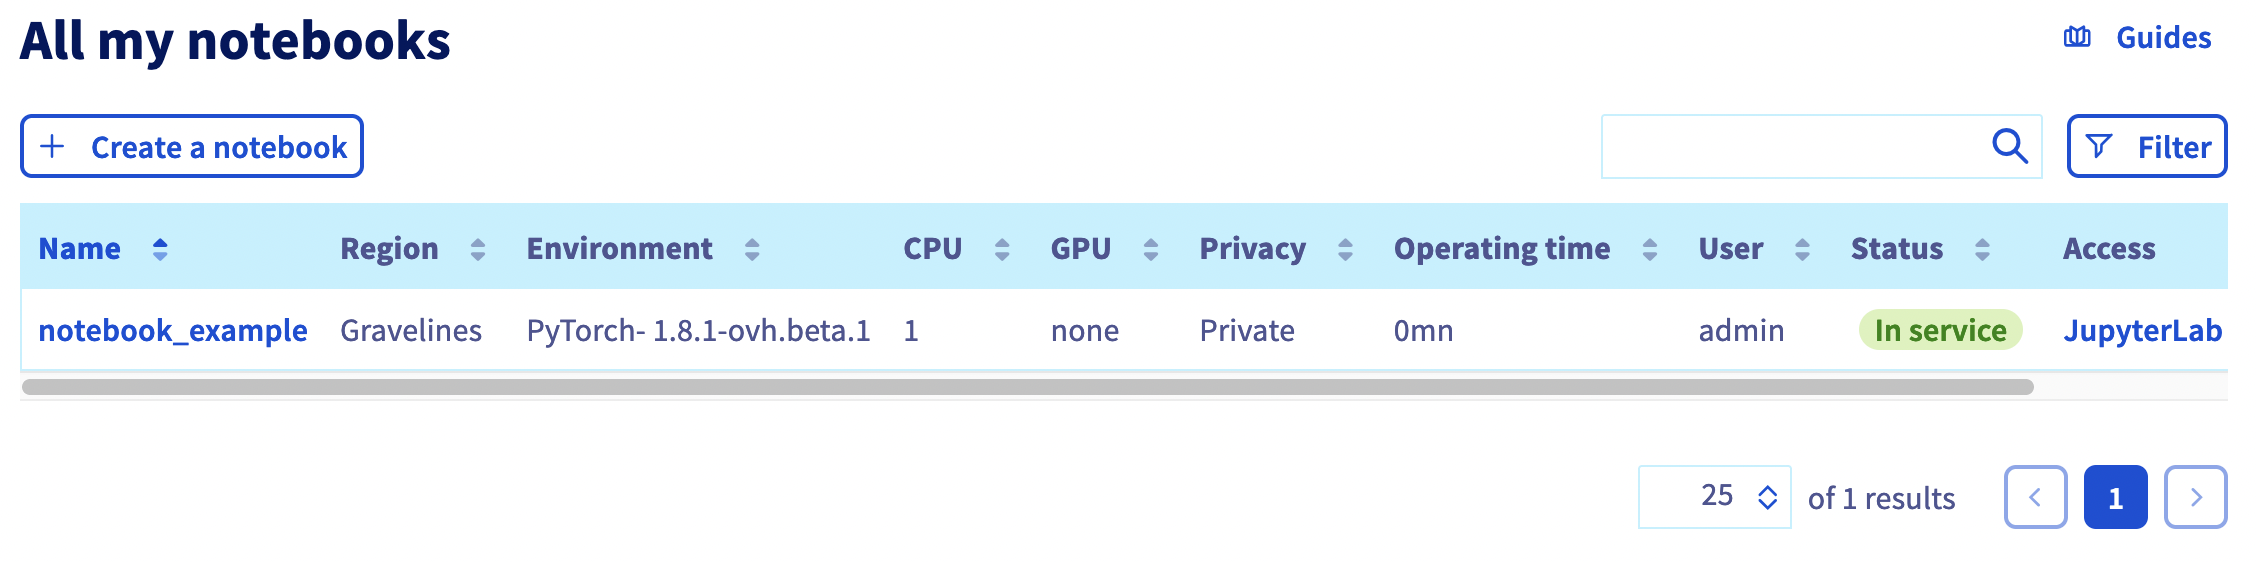 All my notebooks
Guides
Create a notebook
Filter
Name Region Environment CPU GPU Privacy Operating time User Status Access
notebook_example Gravelines PyTorch- 1.8.1-ovh.beta.1 1 none Private 0mn admin In service JupyterLab
25 of 1 results 1